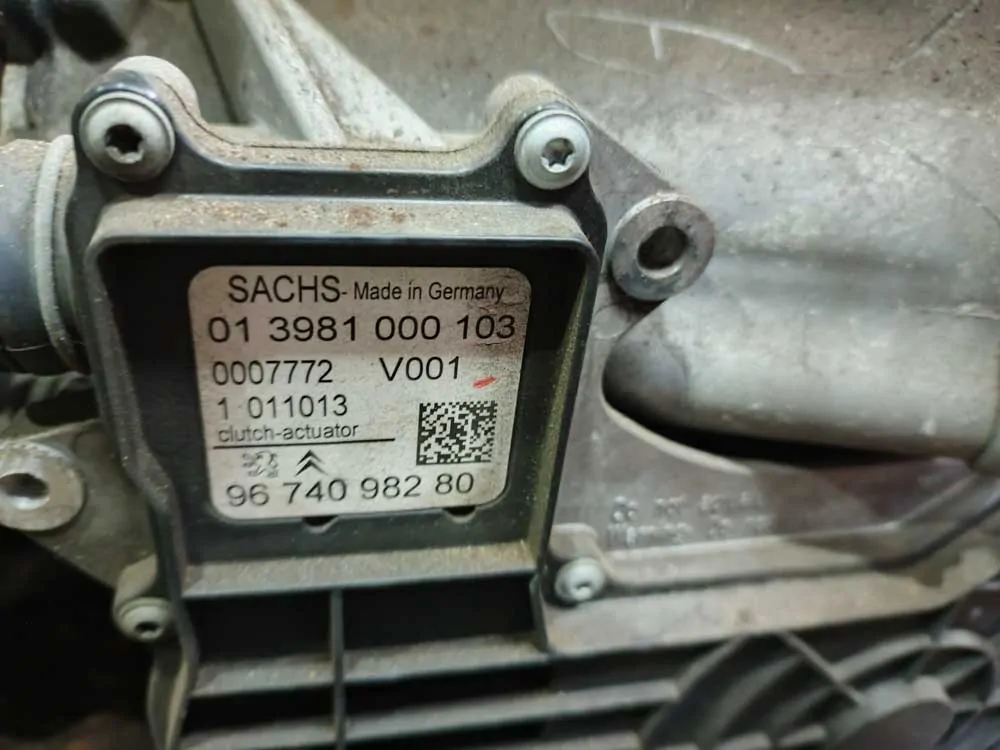 SACHS- Made in Germany
01 3981 000 103
0007772 V001
1 011013
clutch-actuator
96 740 982 80